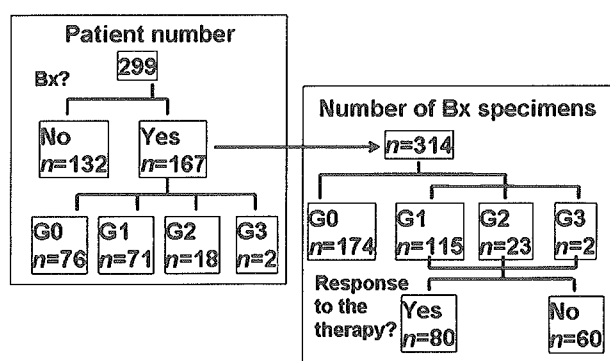 Patient number
299
Bx?
No
n=132
Yes
n=167
G0
n=76
G1
n=71
G2
n=18
G3
n=2
Number of Bx specimens
n=314
G0
n=174
G1
n=115
G2
n=23
G3
n=2
Response
to the
therapy?
Yes
n=80
No
n=60